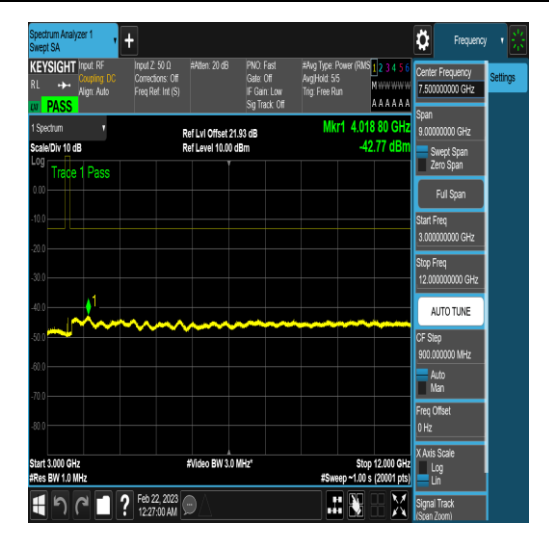 Spectrum Analyzer 1
Swept SA
Frequency
KEYSIGHT
Input: RF
Coupling: DC
Align: Auto
RL
PASS
Input Z: 50 Ω
Corrections: Off
Freq Ref: Int (S)
#Atten: 20 dB
PNO: Fast
Gate: Off
IF Gain: Low
Sig Track: Off
#Avg Type: Power (RMS
Avg|Hold: 5/5
Trig: Free Run
1 2 3 4 5 6
M W W W W W
A A A A A A
1 Spectrum
Scale/Div 10 dB
Ref Lvl Offset 21.93 dB
Ref Level 10.00 dBm
Mkr1 4.018 80 GHz
-42.77 dBm
Log
Trace 1 Pass
0.00
-10.0
-20.0
-30.0
-40.0
-50.0
-60.0
-70.0
-80.0
1
Start 3.000 GHz
#Res BW 1.0 MHz
#Video BW 3.0 MHz*
Stop 12.000 GHz
#Sweep ~1.00 s (20001 pts)
Feb 22, 2023
12:27:00 AM
Center Frequency
7.500000000 GHz
Settings
Span
9.00000000 GHz
Swept Span
Zero Span
Full Span
Start Freq
3.000000000 GHz
Stop Freq
12.000000000 GHz
AUTO TUNE
CF Step
900.000000 MHz
Auto
Man
Freq Offset
0 Hz
X Axis Scale
Log
Lin
Signal Track
(Span Zoom)